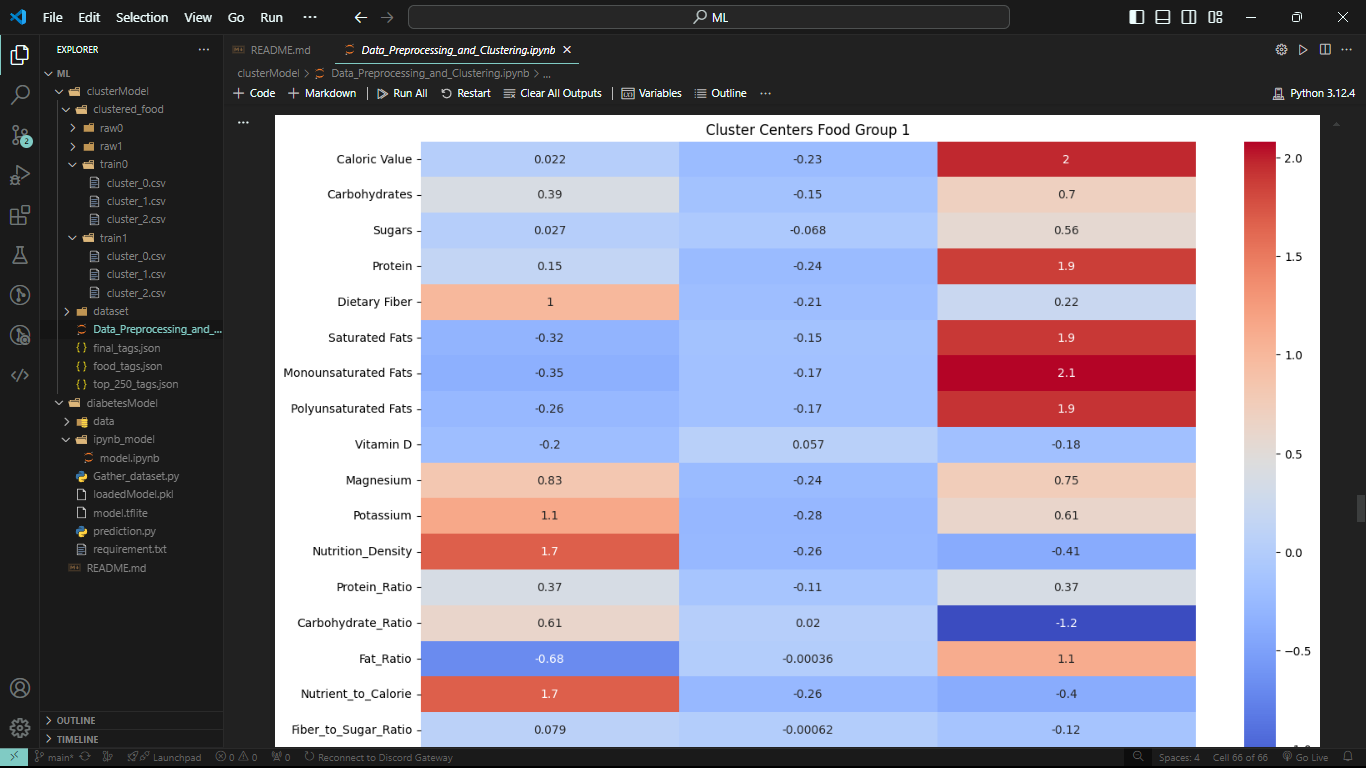 File Edit Selection View Go Run ··· ML
EXPLORER ···
README.md Data_Preprocessing_and_Clustering.ipynb
clusterModel > Data_Preprocessing_and_Clustering.ipynb > ...
Code Markdown Run All Restart Clear All Outputs Variables Outline ··· Python 3.12.4
ML
clusterModel
clustered_food
raw0
raw1
train0
cluster_0.csv
cluster_1.csv
cluster_2.csv
train1
cluster_0.csv
cluster_1.csv
cluster_2.csv
dataset
Data_Preprocessing_and_...
final_tags.json
food_tags.json
top_250_tags.json
diabetesModel
data
ipynb_model
model.ipynb
Gather_dataset.py
loadedModel.pkl
model.tflite
prediction.py
requirement.txt
README.md
OUTLINE
TIMELINE
2
Cluster Centers Food Group 1
Caloric Value 0.022 -0.23 2
Carbohydrates 0.39 -0.15 0.7
Sugars 0.027 -0.068 0.56
Protein 0.15 -0.24 1.9
Dietary Fiber 1 -0.21 0.22
Saturated Fats -0.32 -0.15 1.9
Monounsaturated Fats -0.35 -0.17 2.1
Polyunsaturated Fats -0.26 -0.17 1.9
Vitamin D -0.2 0.057 -0.18
Magnesium 0.83 -0.24 0.75
Potassium 1.1 -0.28 0.61
Nutrition_Density 1.7 -0.26 -0.41
Protein_Ratio 0.37 -0.11 0.37
Carbohydrate_Ratio 0.61 0.02 -1.2
Fat_Ratio -0.68 -0.00036 1.1
Nutrient_to_Calorie 1.7 -0.26 -0.4
Fiber_to_Sugar_Ratio 0.079 -0.00062 -0.12
2.0
1.5
1.0
0.5
0.0
−0.5
main* Launchpad 0 0 0 Reconnect to Discord Gateway Spaces: 4 Cell 66 of 66 Go Live